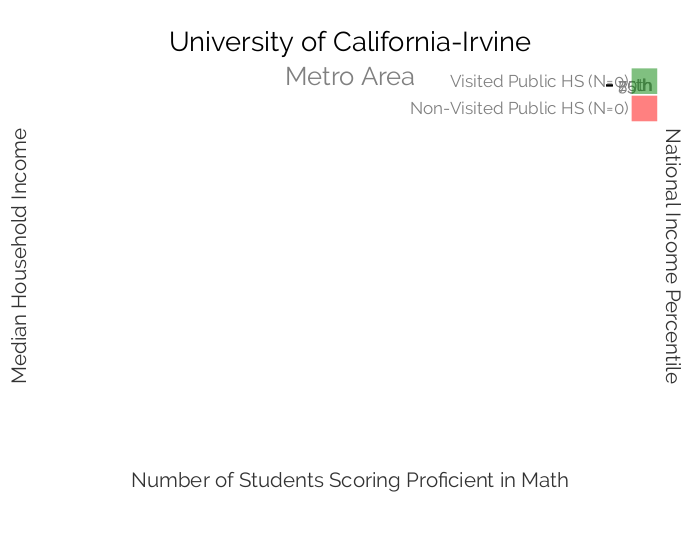 University of California-Irvine
Metro Area
Visited Public HS (N=0)
Non-Visited Public HS (N=0)
Median Household Income
National Income Percentile
Number of Students Scoring Proficient in Math